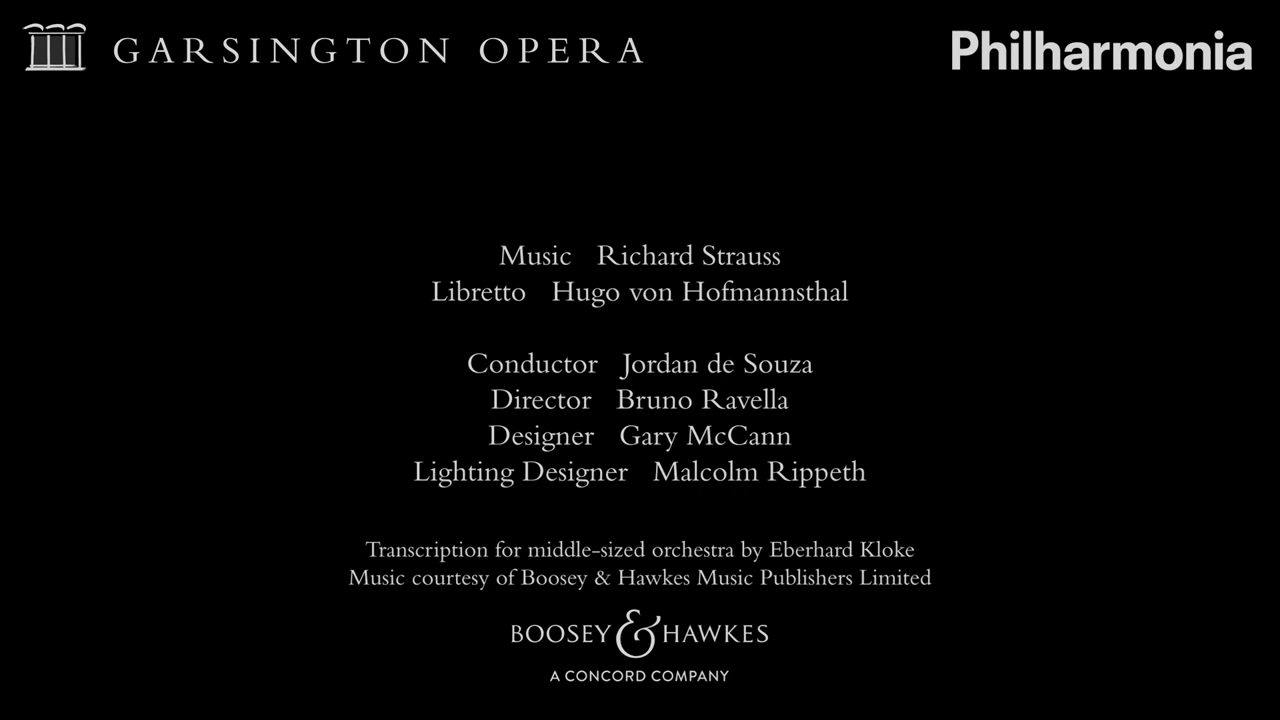 GARSINGTON OPERA
Philharmonia
Music Richard Strauss
Libretto Hugo von Hofmannsthal
Conductor Jordan de Souza
Director Bruno Ravella
Designer Gary McCann
Lighting Designer Malcolm Rippeth
Transcription for middle-sized orchestra by Eberhard Kloke
Music courtesy of Boosey & Hawkes Music Publishers Limited
BOOSEY & HAWKES
A CONCORD COMPANY